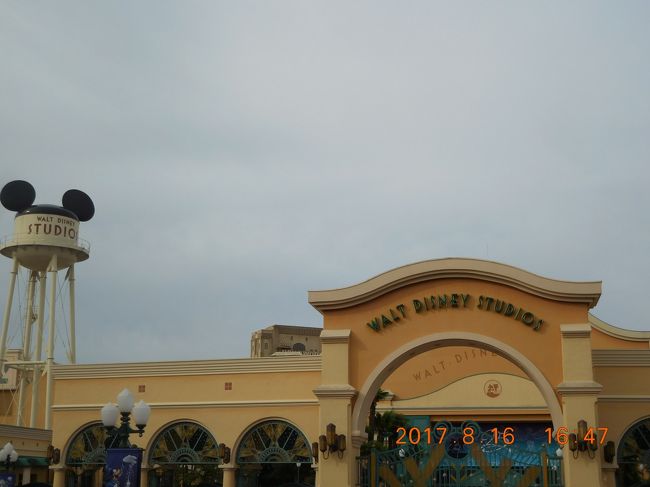 WALT DISNEY
STUDIOS
WALT DISNEY STUDIOS
WALT DISNEY
2017. 8. 16 16:47